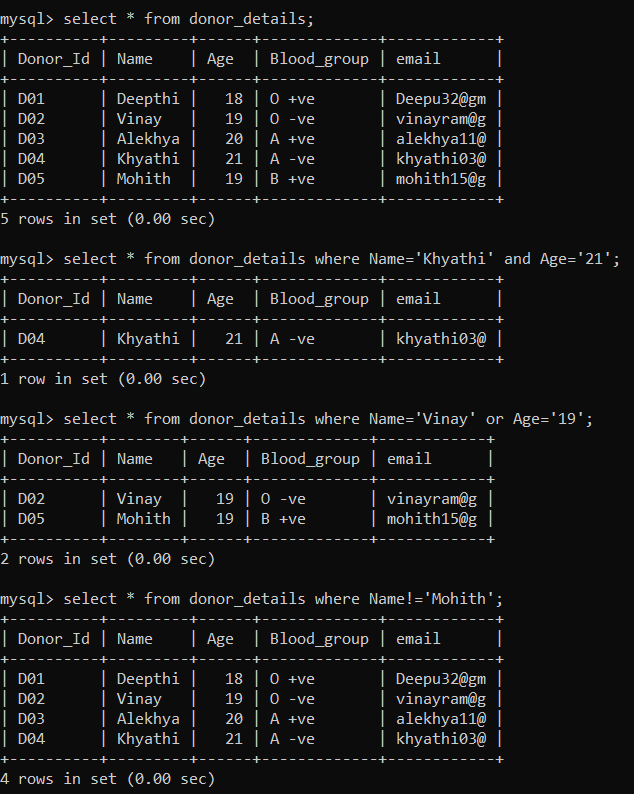 mysql> select * from donor_details;
+----------+---------+------+-------------+------------+
| Donor_Id | Name    | Age  | Blood_group | email      |
+----------+---------+------+-------------+------------+
| D01      | Deepthi |   18 | O +ve       | Deepu32@gm |
| D02      | Vinay   |   19 | O -ve       | vinayram@g |
| D03      | Alekhya |   20 | A +ve       | alekhya11@ |
| D04      | Khyathi |   21 | A -ve       | khyathi03@ |
| D05      | Mohith  |   19 | B +ve       | mohith15@g |
+----------+---------+------+-------------+------------+
5 rows in set (0.00 sec)
mysql> select * from donor_details where Name='Khyathi' and Age='21';
+----------+---------+------+-------------+------------+
| Donor_Id | Name    | Age  | Blood_group | email      |
+----------+---------+------+-------------+------------+
| D04      | Khyathi |   21 | A -ve       | khyathi03@ |
+----------+---------+------+-------------+------------+
1 row in set (0.00 sec)
mysql> select * from donor_details where Name='Vinay' or Age='19';
+----------+--------+------+-------------+------------+
| Donor_Id | Name   | Age  | Blood_group | email      |
+----------+--------+------+-------------+------------+
| D02      | Vinay  |   19 | O -ve       | vinayram@g |
| D05      | Mohith |   19 | B +ve       | mohith15@g |
+----------+--------+------+-------------+------------+
2 rows in set (0.00 sec)
mysql> select * from donor_details where Name!='Mohith';
+----------+---------+------+-------------+------------+
| Donor_Id | Name    | Age  | Blood_group | email      |
+----------+---------+------+-------------+------------+
| D01      | Deepthi |   18 | O +ve       | Deepu32@gm |
| D02      | Vinay   |   19 | O -ve       | vinayram@g |
| D03      | Alekhya |   20 | A +ve       | alekhya11@ |
| D04      | Khyathi |   21 | A -ve       | khyathi03@ |
+----------+---------+------+-------------+------------+
4 rows in set (0.00 sec)